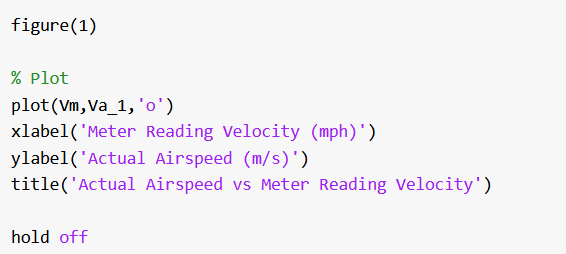 figure(1)
% Plot
plot(Vm,Va_1,'o')
xlabel('Meter Reading Velocity (mph)')
ylabel('Actual Airspeed (m/s)')
title('Actual Airspeed vs Meter Reading Velocity')
hold off